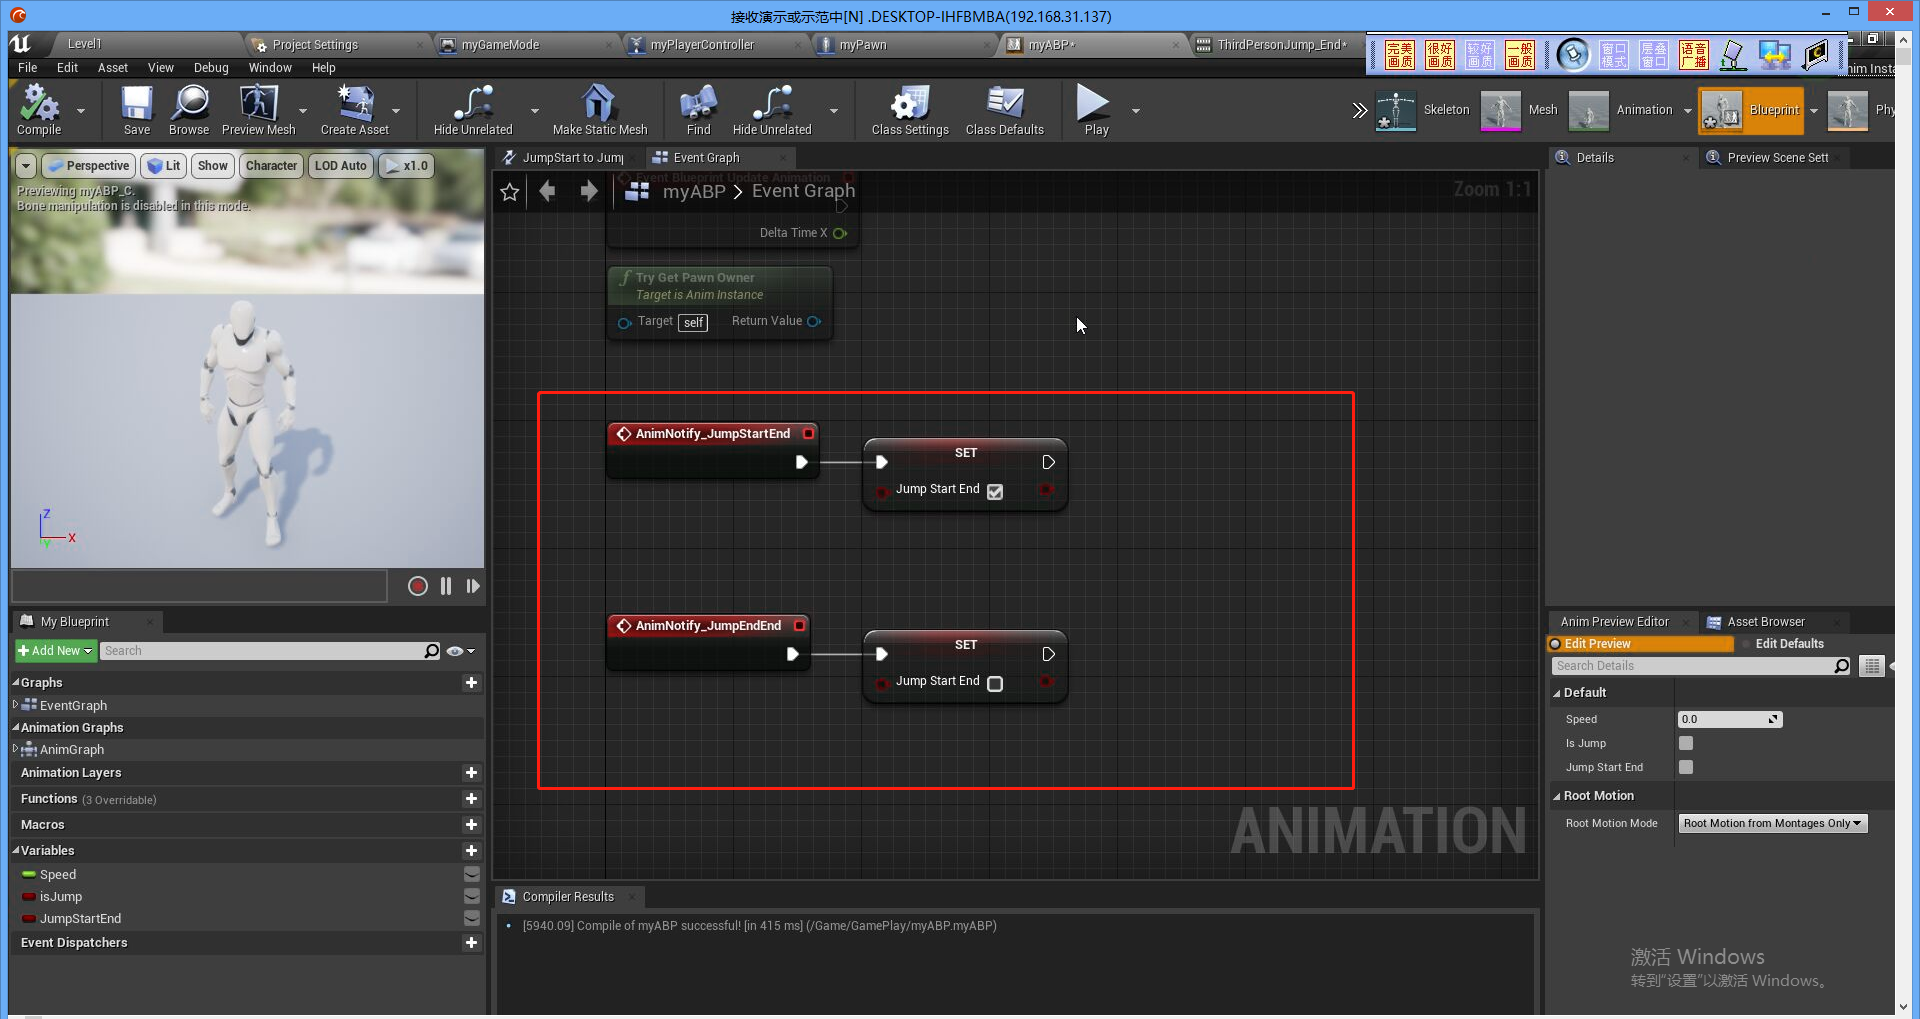 接收演示或示范中[N] .DESKTOP-IHFBMBA(192.168.31.137)
Level1
Project Settings
myGameMode
myPlayerController
myPawn
myABP*
ThirdPersonJump_End*
完美画质
很好画质
较好画质
一般画质
窗口模式
层叠窗口
语音广播
File Edit Asset View Debug Window Help
Compile
Save
Browse
Preview Mesh
Create Asset
Hide Unrelated
Make Static Mesh
Find
Hide Unrelated
Class Settings
Class Defaults
Play
Skeleton
Mesh
Animation
Blueprint
Phy
Perspective
Lit
Show
Character
LOD Auto
x1.0
Previewing myABP_C.
Bone manipulation is disabled in this mode.
Z
X
Y
JumpStart to Jump
Event Graph
Event Blueprint Update Animation
myABP > Event Graph
Zoom 1:1
Delta Time X
Try Get Pawn Owner
Target is Anim Instance
Target self Return Value
AnimNotify_JumpStartEnd
SET
Jump Start End
AnimNotify_JumpEndEnd
SET
Jump Start End
ANIMATION
My Blueprint
Add New
Search
Graphs
EventGraph
Animation Graphs
AnimGraph
Animation Layers
Functions (3 Overridable)
Macros
Variables
Speed
isJump
JumpStartEnd
Event Dispatchers
Compiler Results
[5940.09] Compile of myABP successful! [in 415 ms] (/Game/GamePlay/myABP.myABP)
Details
Preview Scene Sett
Anim Preview Editor
Asset Browser
Edit Preview
Edit Defaults
Search Details
Default
Speed 0.0
Is Jump
Jump Start End
Root Motion
Root Motion Mode Root Motion from Montages Only
激活 Windows
转到"设置"以激活 Windows。